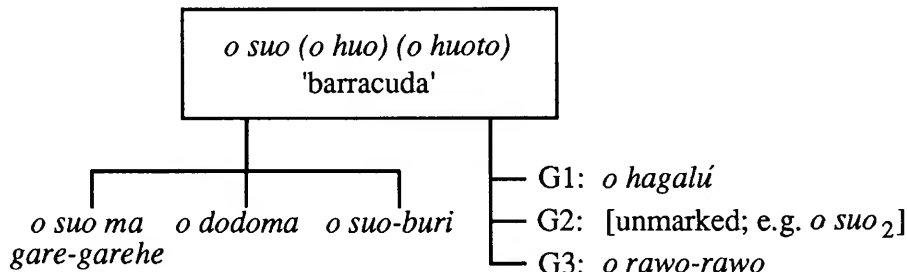 o suo (o huo) (o huoto)
'barracuda'
G1: o hagalú
o suo ma o dodoma o suo-buri G2: [unmarked; e.g. o suo2]
gare-garehe G3: o rawo-rawo